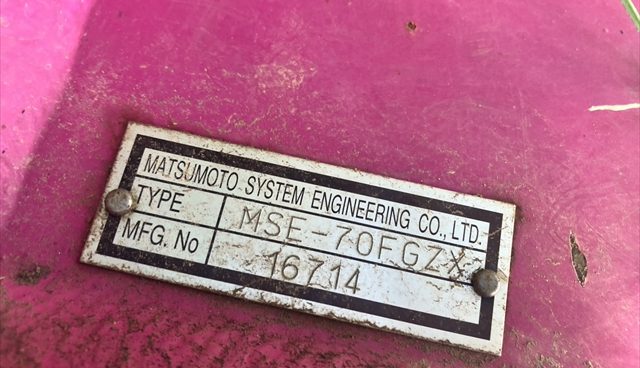 MATSUMOTO SYSTEM ENGINEERING CO., LTD.
TYPE MSE-70FGZX
MFG. No 16714